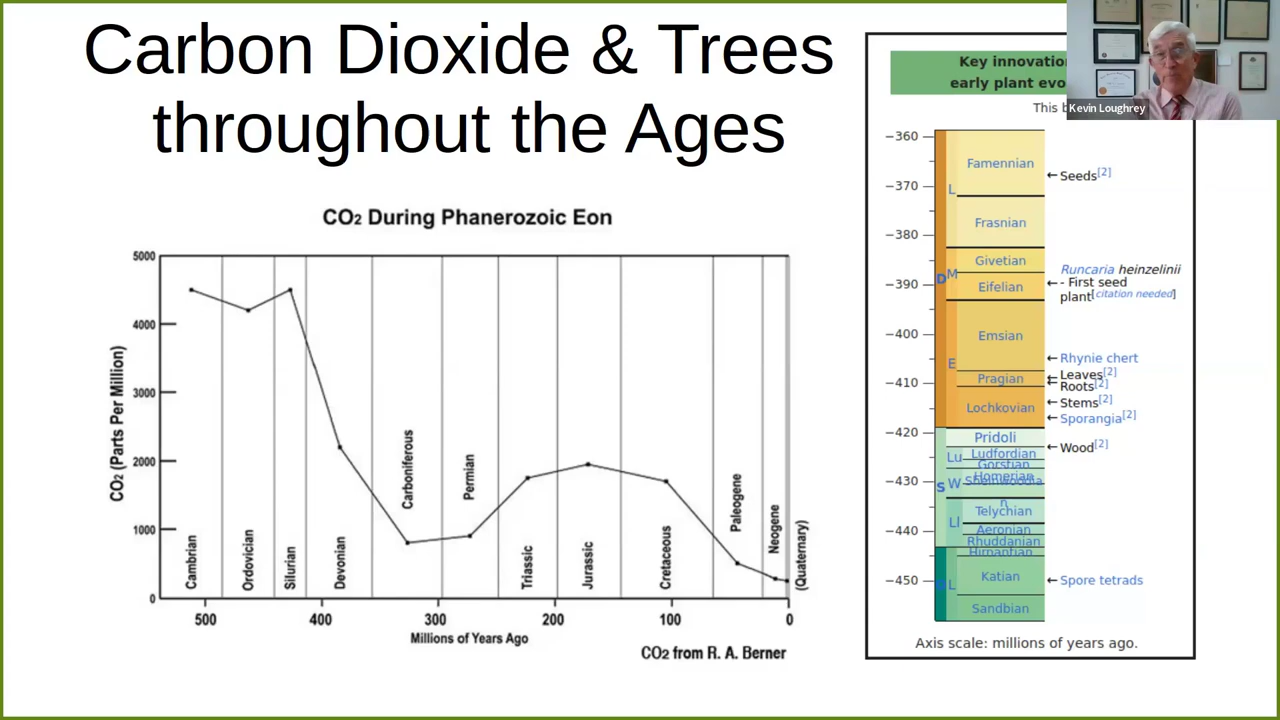 Carbon Dioxide & Trees
throughout the Ages
CO2 During Phanerozoic Eon
CO2 (Parts Per Million)
5000
4000
3000
2000
1000
0
Cambrian
Ordovician
Silurian
Devonian
Carboniferous
Permian
Triassic
Jurassic
Cretaceous
Paleogene
Neogene
(Quaternary)
500
400
300
200
100
0
Millions of Years Ago
CO2 from R. A. Berner
Key
early plant
This
Kevin Loughrey
−360
−370
−380
−390
−400
−410
−420
−430
−440
−450
D
S
L
M
E
Lu
W
Ll
L
Famennian
Frasnian
Givetian
Eifelian
Emsian
Pragian
Lochkovian
Pridoli
Ludfordian
Gorstian
Homerian
Sheinwoodia
n
Telychian
Aeronian
Rhuddanian
Hirnantian
Katian
Sandbian
←Seeds[2]
Runcaria heinzelinii
←- First seed
plant[citation needed]
←Rhynie chert
←Leaves[2]
←Roots[2]
←Stems[2]
←Sporangia[2]
←Wood[2]
←Spore tetrads
Axis scale: millions of years ago.